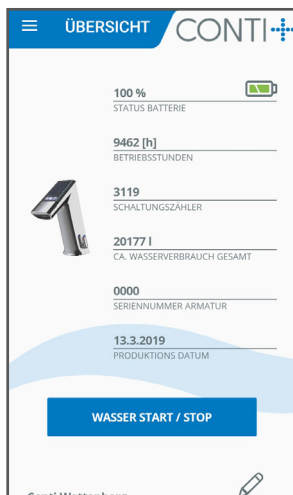 ÜBERSICHT
CONTI+
100 %
STATUS BATTERIE
9462 [h]
BETRIEBSSTUNDEN
3119
SCHALTUNGSZÄHLER
20177 l
CA. WASSERVERBRAUCH GESAMT
0000
SERIENNUMMER ARMATUR
13.3.2019
PRODUKTIONS DATUM
WASSER START / STOP